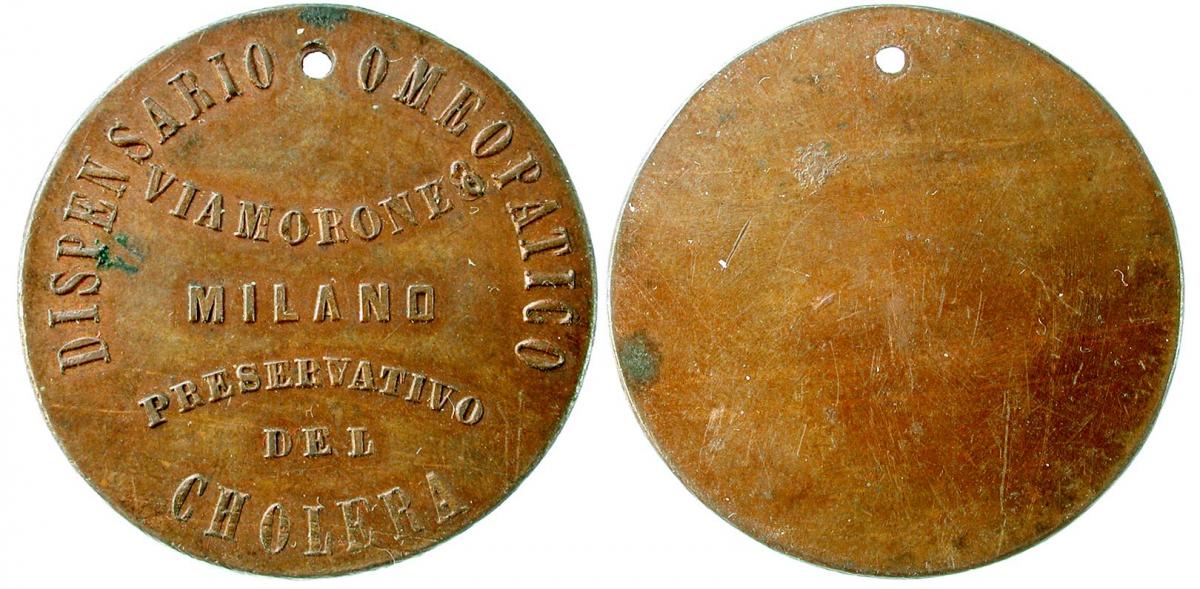 DISPENSARIO OMEOPATICO
VIA MORONE 8
MILANO
PRESERVATIVO
DEL
CHOLERA